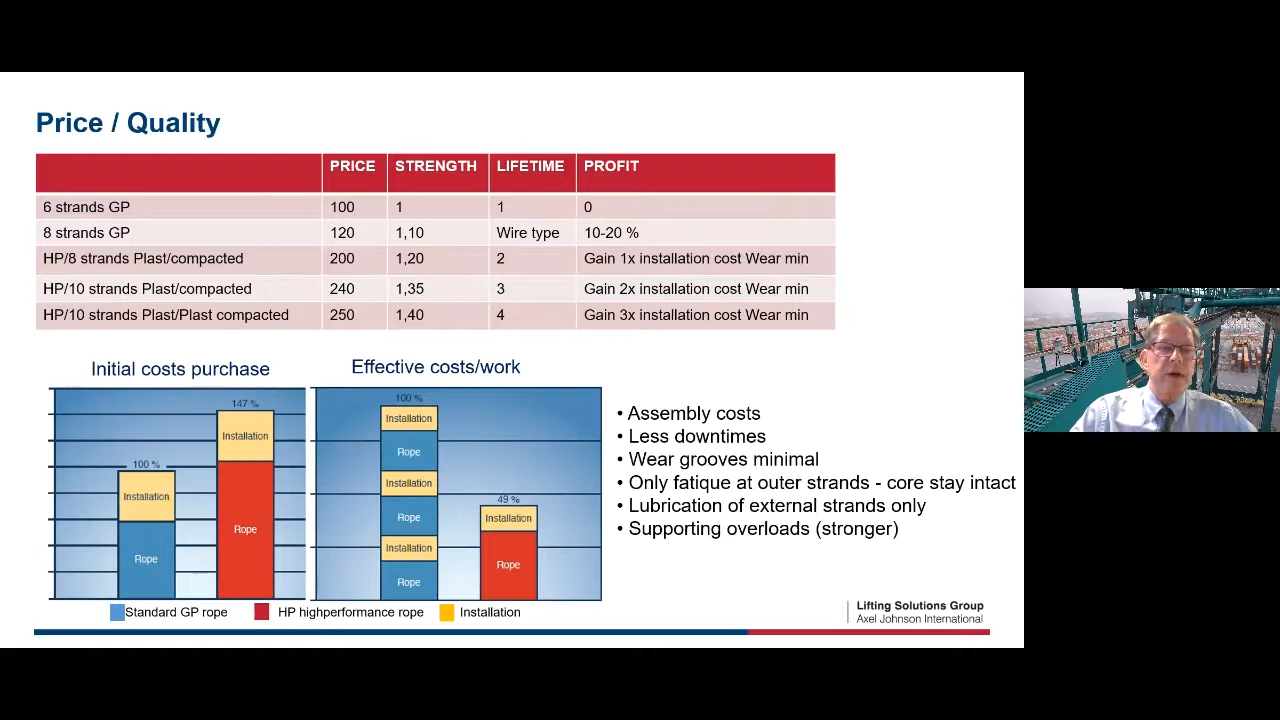 Price / Quality
PRICE STRENGTH LIFETIME PROFIT
6 strands GP 100 1 1 0
8 strands GP 120 1,10 Wire type 10-20 %
HP/8 strands Plast/compacted 200 1,20 2 Gain 1x installation cost Wear min
HP/10 strands Plast/compacted 240 1,35 3 Gain 2x installation cost Wear min
HP/10 strands Plast/Plast compacted 250 1,40 4 Gain 3x installation cost Wear min
Initial costs purchase
100 %
Installation
Rope
147 %
Installation
Rope
Effective costs/work
100 %
Installation
Rope
Installation
Rope
Installation
Rope
49 %
Installation
Rope
Standard GP rope HP highperformance rope Installation
• Assembly costs
• Less downtimes
• Wear grooves minimal
• Only fatique at outer strands - core stay intact
• Lubrication of external strands only
• Supporting overloads (stronger)
Lifting Solutions Group
Axel Johnson International